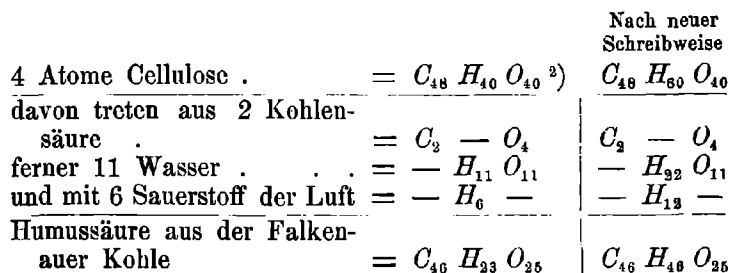 Nach neuer
Schreibweise
4 Atome Cellulose . = C₄₈ H₄₀ O₄₀ ²) C₄₈ H₈₀ O₄₀
davon treten aus 2 Kohlen-
säure . = C₂ — O₄ C₂ — O₄
ferner 11 Wasser . . . = — H₁₁ O₁₁ — H₂₂ O₁₁
und mit 6 Sauerstoff der Luft = — H₆ — — H₁₂ —
Humussäure aus der Falken-
auer Kohle = C₄₆ H₂₃ O₂₅ C₄₆ H₄₆ O₂₅